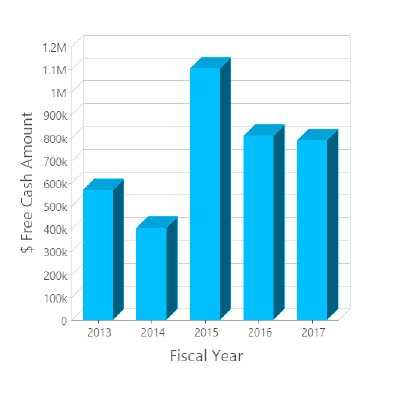 $ Free Cash Amount
1.2M
1.1M
1M
900k
800k
700k
600k
500k
400k
300k
200k
100k
0
2013 2014 2015 2016 2017
Fiscal Year